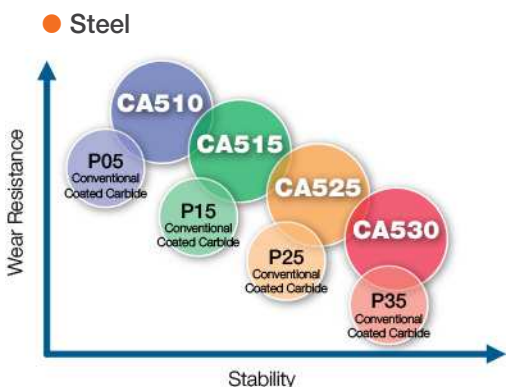 Steel
Wear Resistance
CA510
P05
Conventional
Coated Carbide
CA515
P15
Conventional
Coated Carbide
CA525
P25
Conventional
Coated Carbide
CA530
P35
Conventional
Coated Carbide
Stability